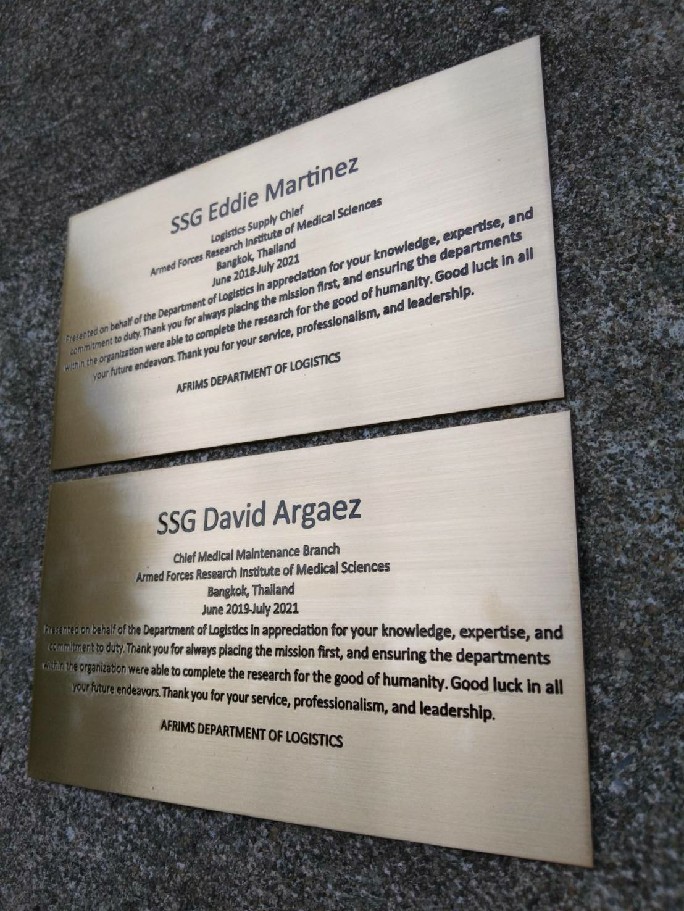 SSG Eddie Martinez
Logistics Supply Chief
Armed Forces Research Institute of Medical Sciences
Bangkok, Thailand
June 2018-July 2021
Presented on behalf of the Department of Logistics in appreciation for your knowledge, expertise, and
commitment to duty. Thank you for always placing the mission first, and ensuring the departments
within the organization were able to complete the research for the good of humanity. Good luck in all
your future endeavors. Thank you for your service, professionalism, and leadership.
AFRIMS DEPARTMENT OF LOGISTICS
SSG David Argaez
Chief Medical Maintenance Branch
Armed Forces Research Institute of Medical Sciences
Bangkok, Thailand
June 2019-July 2021
Presented on behalf of the Department of Logistics in appreciation for your knowledge, expertise, and
commitment to duty. Thank you for always placing the mission first, and ensuring the departments
within the organization were able to complete the research for the good of humanity. Good luck in all
your future endeavors. Thank you for your service, professionalism, and leadership.
AFRIMS DEPARTMENT OF LOGISTICS